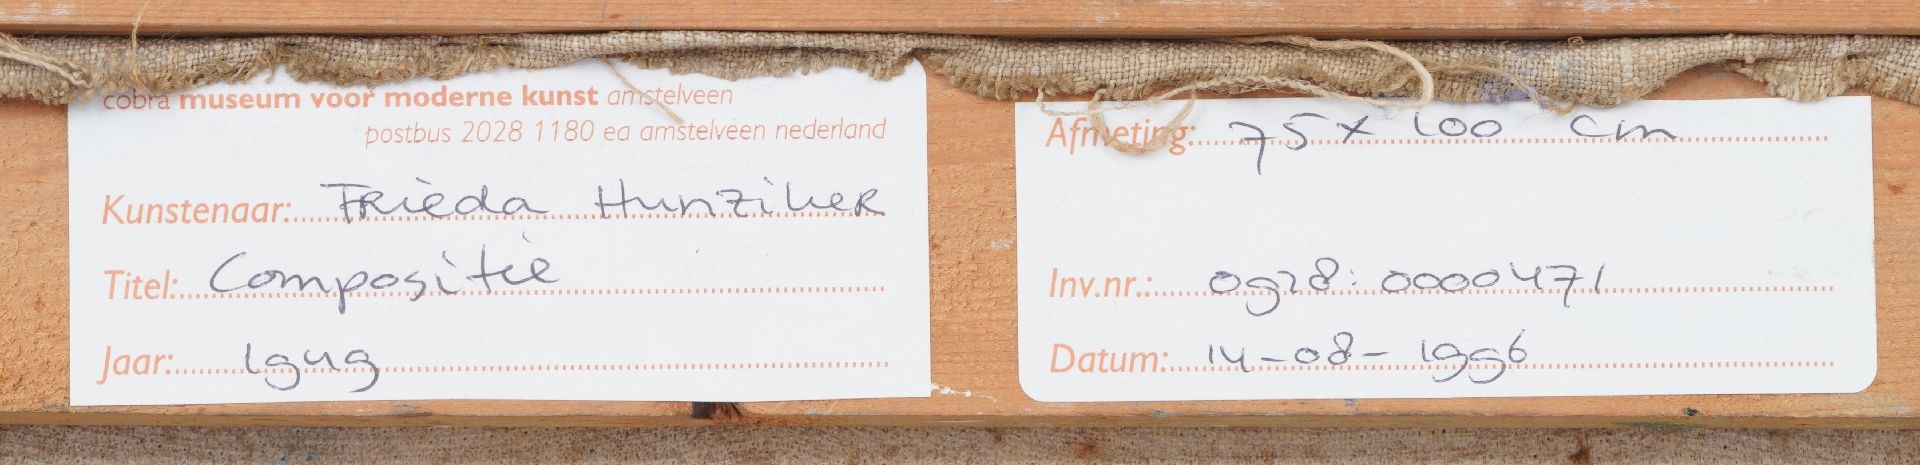 cobra museum voor moderne kunst amstelveen
postbus 2028 1180 ea amstelveen nederland
Kunstenaar: Frieda Hunziker
Titel: Compositie
Jaar: 1949
Afmeting: 75 x 100 cm
Inv.nr.: 0928:0000471
Datum: 14-08-1996